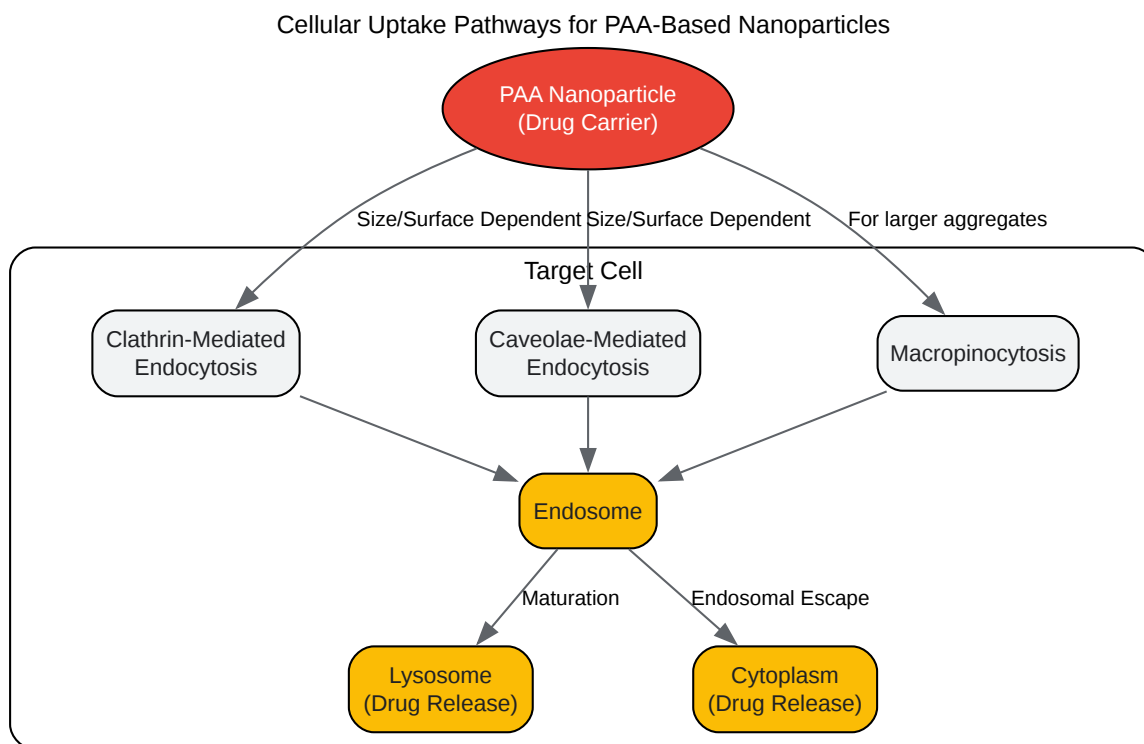 Cellular Uptake Pathways for PAA-Based Nanoparticles
PAA Nanoparticle
(Drug Carrier)
Size/Surface Dependent
Size/Surface Dependent
For larger aggregates
Target Cell
Clathrin-Mediated
Endocytosis
Caveolae-Mediated
Endocytosis
Macropinocytosis
Endosome
Maturation
Endosomal Escape
Lysosome
(Drug Release)
Cytoplasm
(Drug Release)